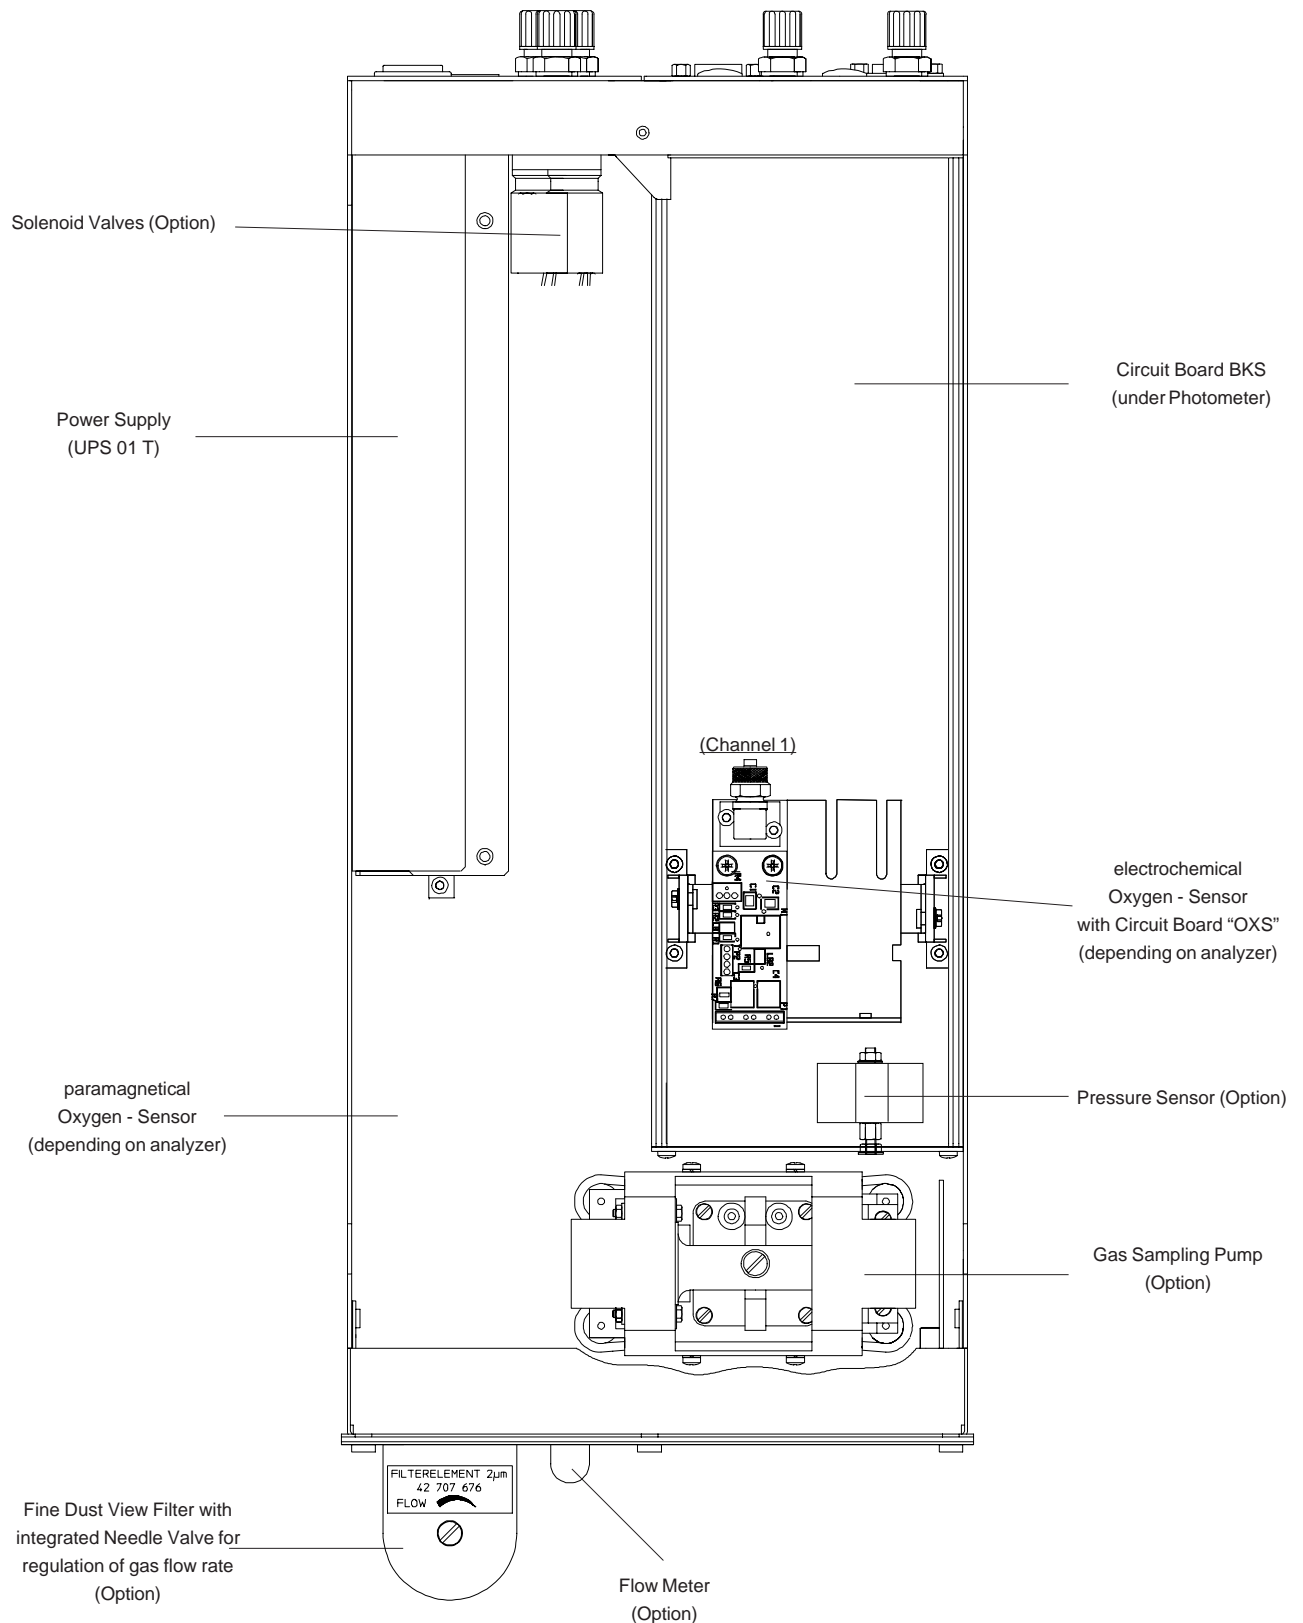 Solenoid Valves (Option)
Circuit Board BKS
(under Photometer)
Power Supply
(UPS 01 T)
(Channel 1)
electrochemical
Oxygen - Sensor
with Circuit Board “OXS”
(depending on analyzer)
paramagnetical
Oxygen - Sensor
(depending on analyzer)
Pressure Sensor (Option)
Gas Sampling Pump
(Option)
FILTERELEMENT 2µm
42 707 676
FLOW
Fine Dust View Filter with
integrated Needle Valve for
regulation of gas flow rate
(Option)
Flow Meter
(Option)